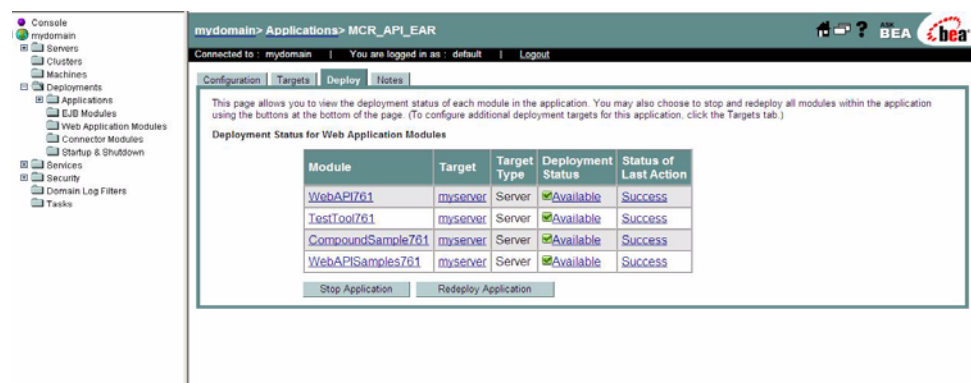 Console
mydomain
Servers
Clusters
Machines
Deployments
Applications
EJB Modules
Web Application Modules
Connector Modules
Startup & Shutdown
Services
Security
Domain Log Filters
Tasks
mydomain> Applications> MCR_API_EAR
? ASK BEA bea
Connected to : mydomain | You are logged in as : default | Logout
Configuration Targets Deploy Notes
This page allows you to view the deployment status of each module in the application. You may also choose to stop and redeploy all modules within the application
using the buttons at the bottom of the page. (To configure additional deployment targets for this application, click the Targets tab.)
Deployment Status for Web Application Modules
Module Target Target Type Deployment Status Status of Last Action
WebAPI761 myserver Server Available Success
TestTool761 myserver Server Available Success
CompoundSample761 myserver Server Available Success
WebAPISamples761 myserver Server Available Success
Stop Application Redeploy Application